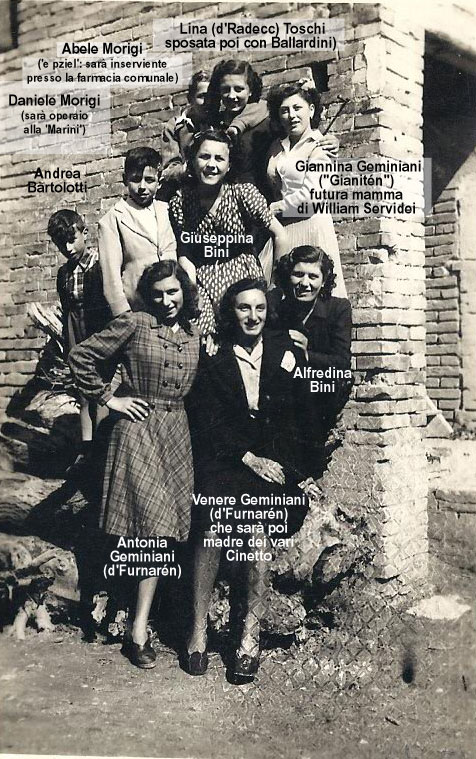 Lina (d'Radecc) Toschi
sposata poi con Ballardini)
Abele Morigi
('e pziel': sarà inserviente
presso la farmacia comunale)
Daniele Morigi
(sarà operaio
alla 'Marini')
Andrea
Bartolotti
Giannina Geminiani
("Gianitén")
futura mamma
di William Servidei
Giuseppina
Bini
Alfredina
Bini
Venere Geminiani
(d'Furnarén)
che sarà poi
madre dei vari
Cinetto
Antonia
Geminiani
(d'Furnarén)